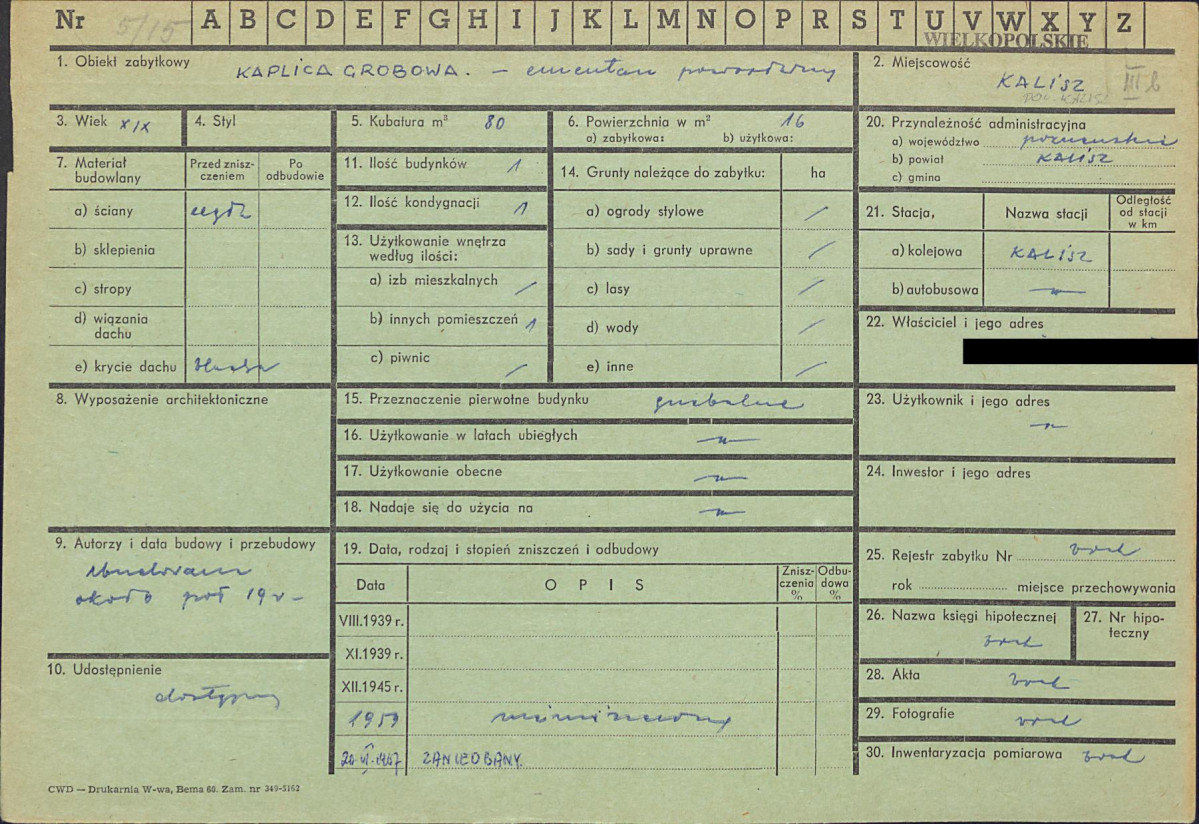 Nr 5/15 A B C D E F G H I J K L M N O P R S T U V W X Y Z
WIELKOPOLSKIE
1. Obiekt zabytkowy KAPLICA GROBOWA. – cmentarz
2. Miejscowość
KALISZ III b
POW. KALISZ
3. Wiek XIX
4. Styl
5. Kubatura m³ 80
6. Powierzchnia w m² 16
a) zabytkowa: b) użytkowa:
7. Materiał budowlany
Przed znisz-
czeniem
Po
odbudowie
a) ściany cegła
b) sklepienia
c) stropy
d) wiązania
dachu
e) krycie dachu blacha
8. Wyposażenie architektoniczne
9. Autorzy i data budowy i przebudowy
zbudowana
około poł 19 w –
10. Udostępnienie
dostępny
11. Ilość budynków 1
12. Ilość kondygnacji 1
13. Użytkowanie wnętrza
według ilości:
a) izb mieszkalnych /
b) innych pomieszczeń 1
c) piwnic /
14. Grunty należące do zabytku: ha
a) ogrody stylowe /
b) sady i grunty uprawne /
c) lasy /
d) wody /
e) inne /
15. Przeznaczenie pierwotne budynku grzebalne
16. Użytkowanie w latach ubiegłych –"–
17. Użytkowanie obecne –"–
18. Nadaje się do użycia na –"–
19. Data, rodzaj i stopień zniszczeń i odbudowy
Data O P I S
Znisz-
czenia
%
Odbu-
dowa
%
VIII.1939 r.
XI.1939 r.
XII.1945 r.
1959
20.VI.1967 ZANIEDBANY.
20. Przynależność administracyjna
a) województwo poznańskie
b) powiat KALISZ
c) gmina
21. Stacja, Nazwa stacji
Odległość
od stacji
w km
a) kolejowa KALISZ
b) autobusowa –"–
22. Właściciel i jego adres
23. Użytkownik i jego adres
–"–
24. Inwestor i jego adres
25. Rejestr zabytku Nr brak
rok miejsce przechowywania
26. Nazwa księgi hipotecznej
brak
27. Nr hipo-
teczny
28. Akta brak
29. Fotografie brak
30. Inwentaryzacja pomiarowa brak
CWD — Drukarnia W-wa, Bema 60. Zam. nr 349-5162